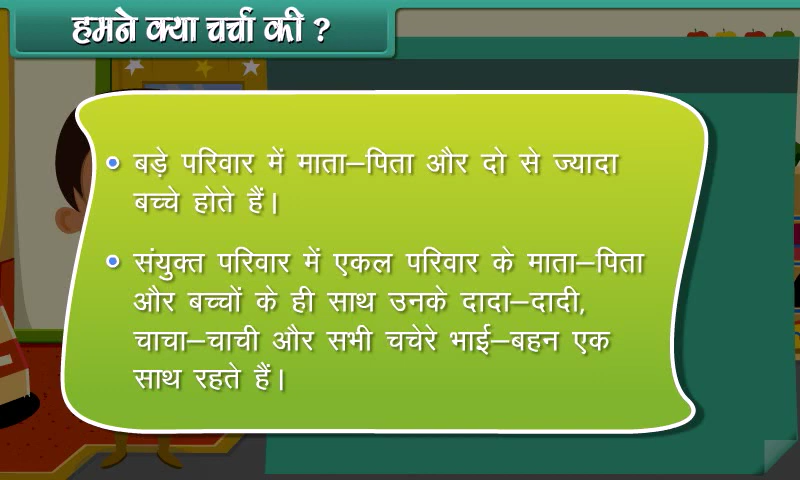 हमने क्या चर्चा की ?
बड़े परिवार में माता–पिता और दो से ज्यादा
बच्चे होते हैं।
संयुक्त परिवार में एकल परिवार के माता–पिता
और बच्चों के ही साथ उनके दादा–दादी,
चाचा–चाची और सभी चचेरे भाई–बहन एक
साथ रहते हैं।